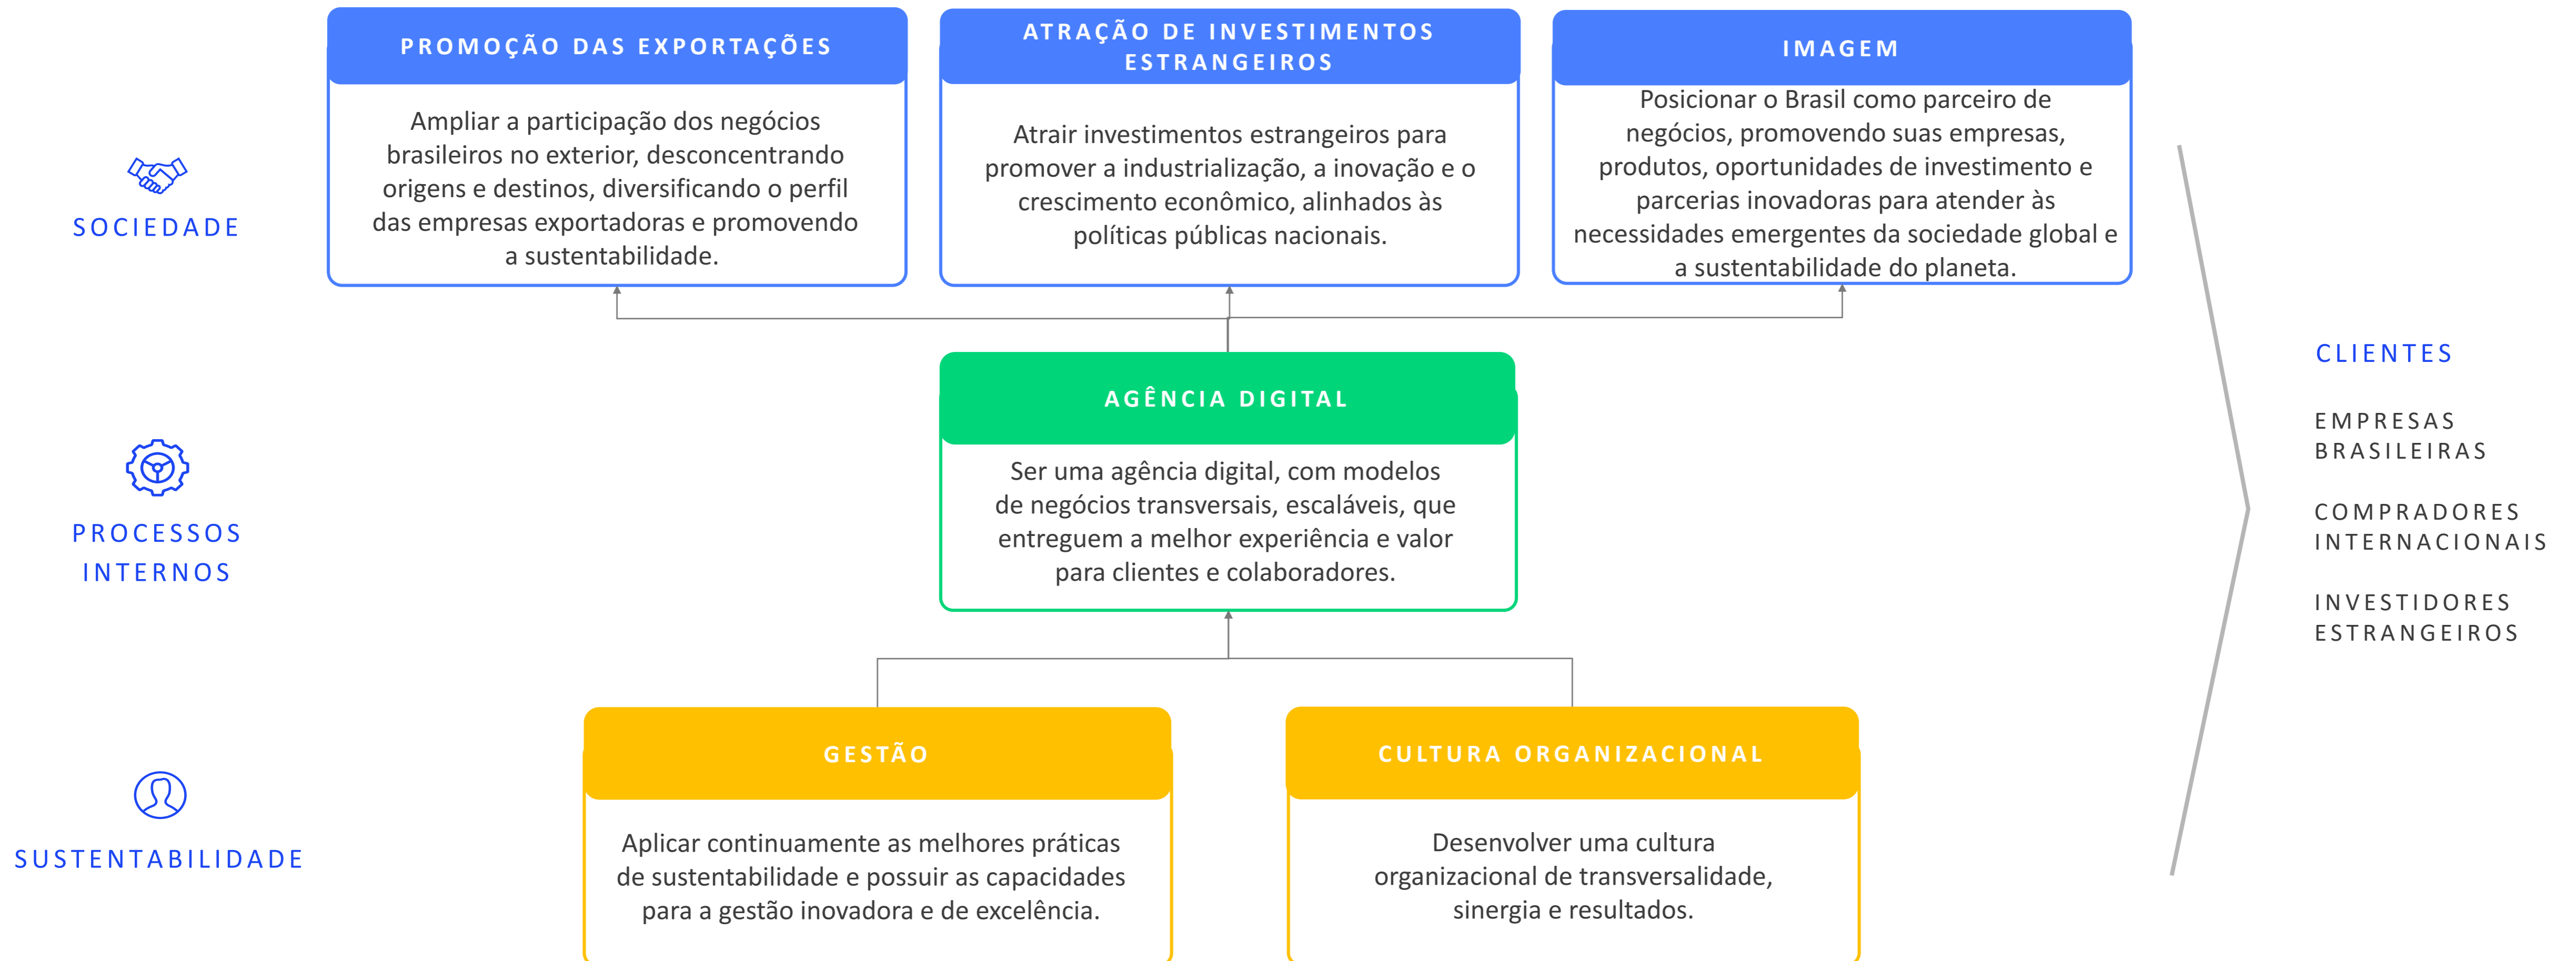 PROMOÇÃO DAS EXPORTAÇÕES
Ampliar a participação dos negócios
brasileiros no exterior, desconcentrando
origens e destinos, diversificando o perfil
das empresas exportadoras e promovendo
a sustentabilidade.
ATRAÇÃO DE INVESTIMENTOS
ESTRANGEIROS
Atrair investimentos estrangeiros para
promover a industrialização, a inovação e o
crescimento econômico, alinhados às
políticas públicas nacionais.
IMAGEM
Posicionar o Brasil como parceiro de
negócios, promovendo suas empresas,
produtos, oportunidades de investimento e
parcerias inovadoras para atender às
necessidades emergentes da sociedade global e
a sustentabilidade do planeta.
SOCIEDADE
AGÊNCIA DIGITAL
Ser uma agência digital, com modelos
de negócios transversais, escaláveis, que
entreguem a melhor experiência e valor
para clientes e colaboradores.
PROCESSOS
INTERNOS
GESTÃO
Aplicar continuamente as melhores práticas
de sustentabilidade e possuir as capacidades
para a gestão inovadora e de excelência.
CULTURA ORGANIZACIONAL
Desenvolver uma cultura
organizacional de transversalidade,
sinergia e resultados.
SUSTENTABILIDADE
CLIENTES
EMPRESAS
BRASILEIRAS
COMPRADORES
INTERNACIONAIS
INVESTIDORES
ESTRANGEIROS